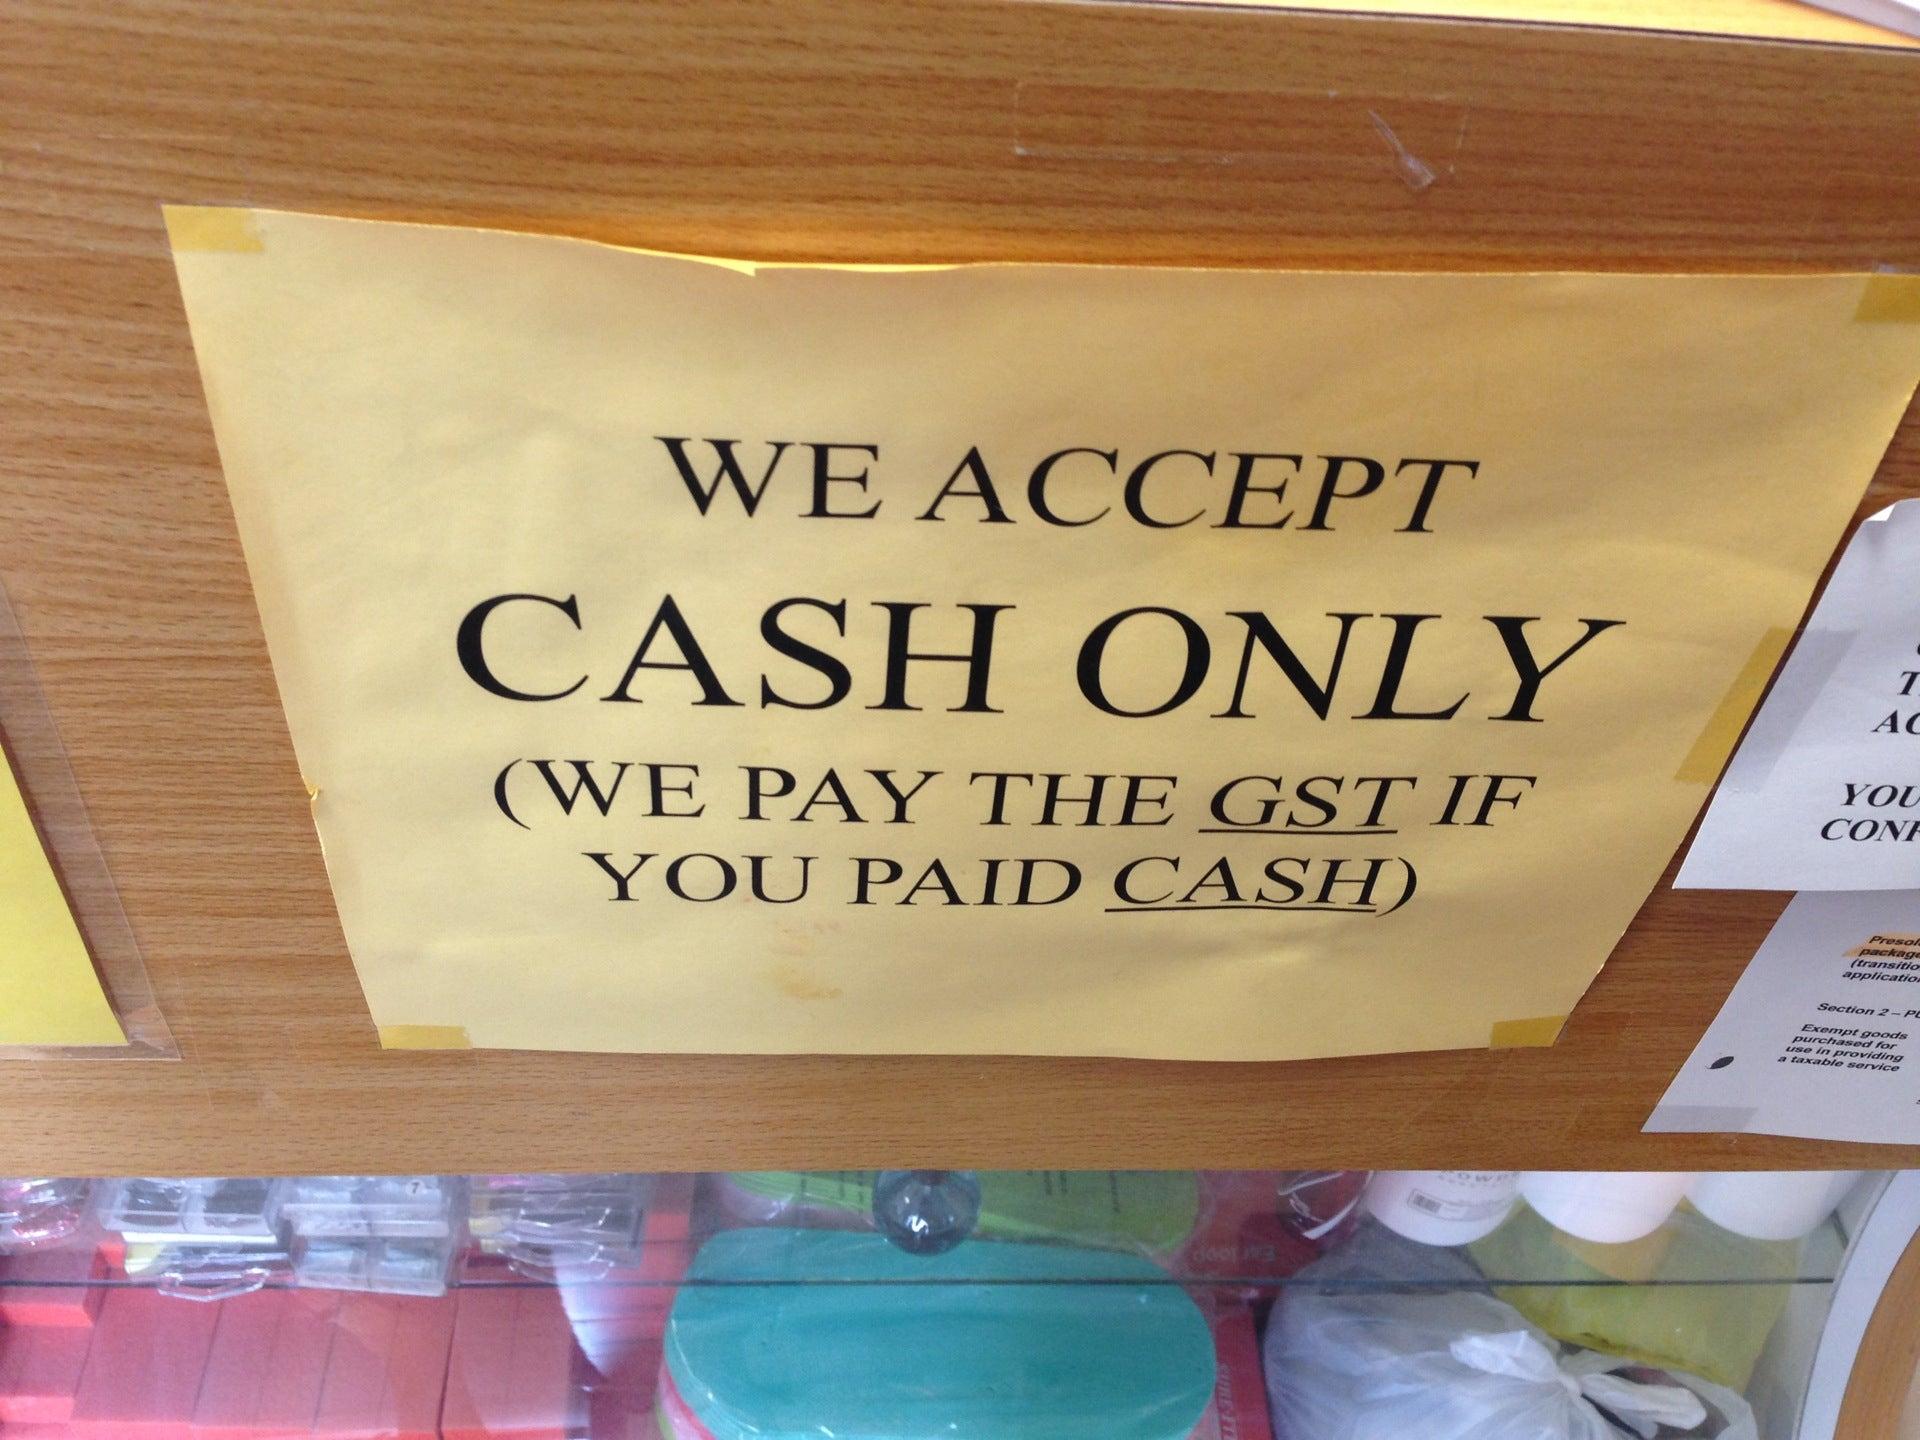 WE ACCEPT
CASH ONLY
(WE PAY THE GST IF
YOU PAID CASH)
YOU
Section 2 –
Exempt goods
purchased for
use in providing
a taxable service
7